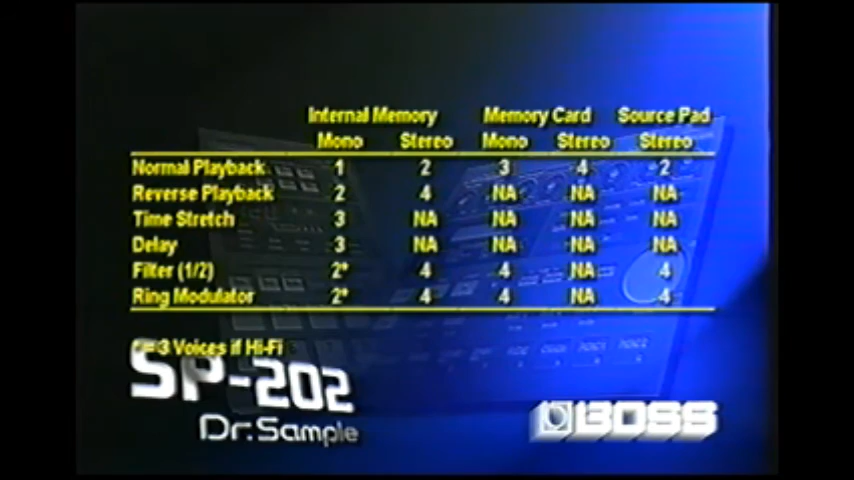 Internal Memory Memory Card Source Pad
Mono Stereo Mono Stereo Stereo
Normal Playback 1 2 3 4 2
Reverse Playback 2 4 NA NA NA
Time Stretch 3 NA NA NA NA
Delay 3 NA NA NA NA
Filter (1/2) 2* 4 4 NA 4
Ring Modulator 2* 4 4 NA 4
* = 3 Voices if Hi-Fi
SP-202
Dr. Sample
BOSS